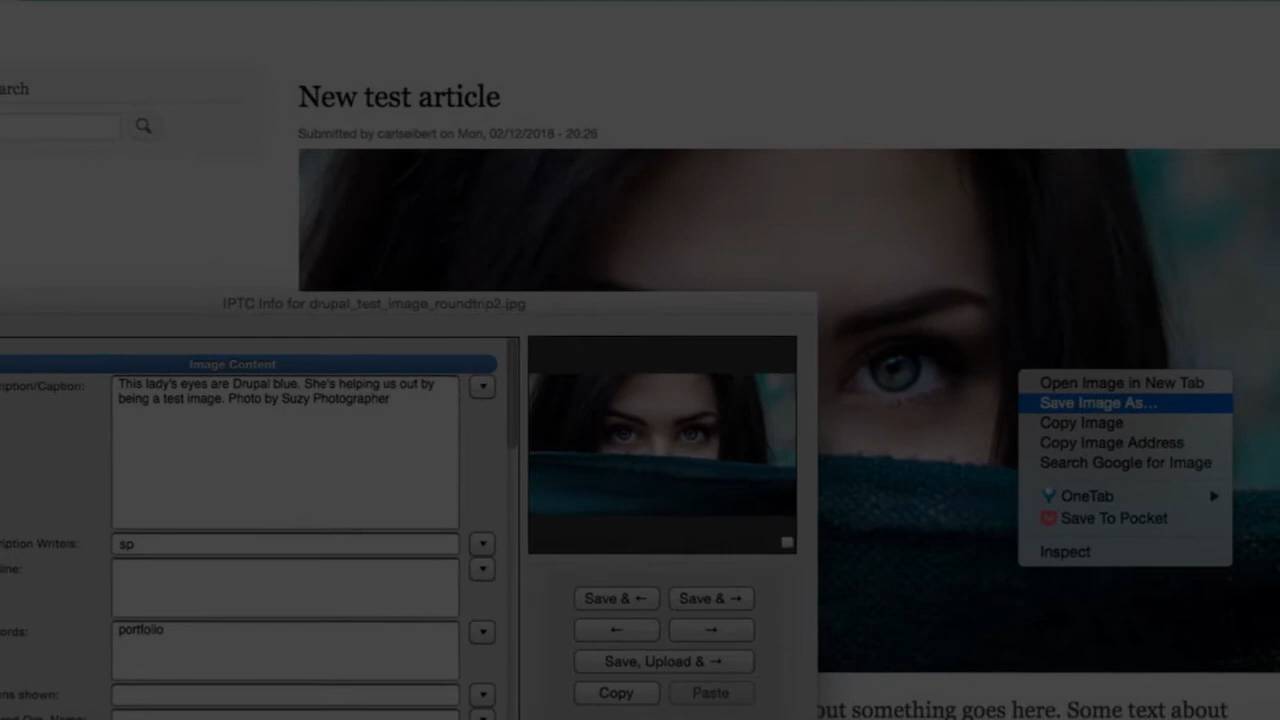 arch
New test article
Submitted by carlseibert on Mon, 02/12/2018 - 20:26
IPTC Info for drupal_test_image_roundtrip2.jpg
Image Content
ription/Caption:
This lady's eyes are Drupal blue. She's helping us out by
being a test image. Photo by Suzy Photographer
ription Writers:
sp
line:
ords:
portfolio
ns shown:
Save & ←
Save & →
←
→
Save, Upload & →
Copy
Paste
Open Image in New Tab
Save Image As...
Copy Image
Copy Image Address
Search Google for Image
OneTab
Save To Pocket
Inspect
out something goes here. Some text about